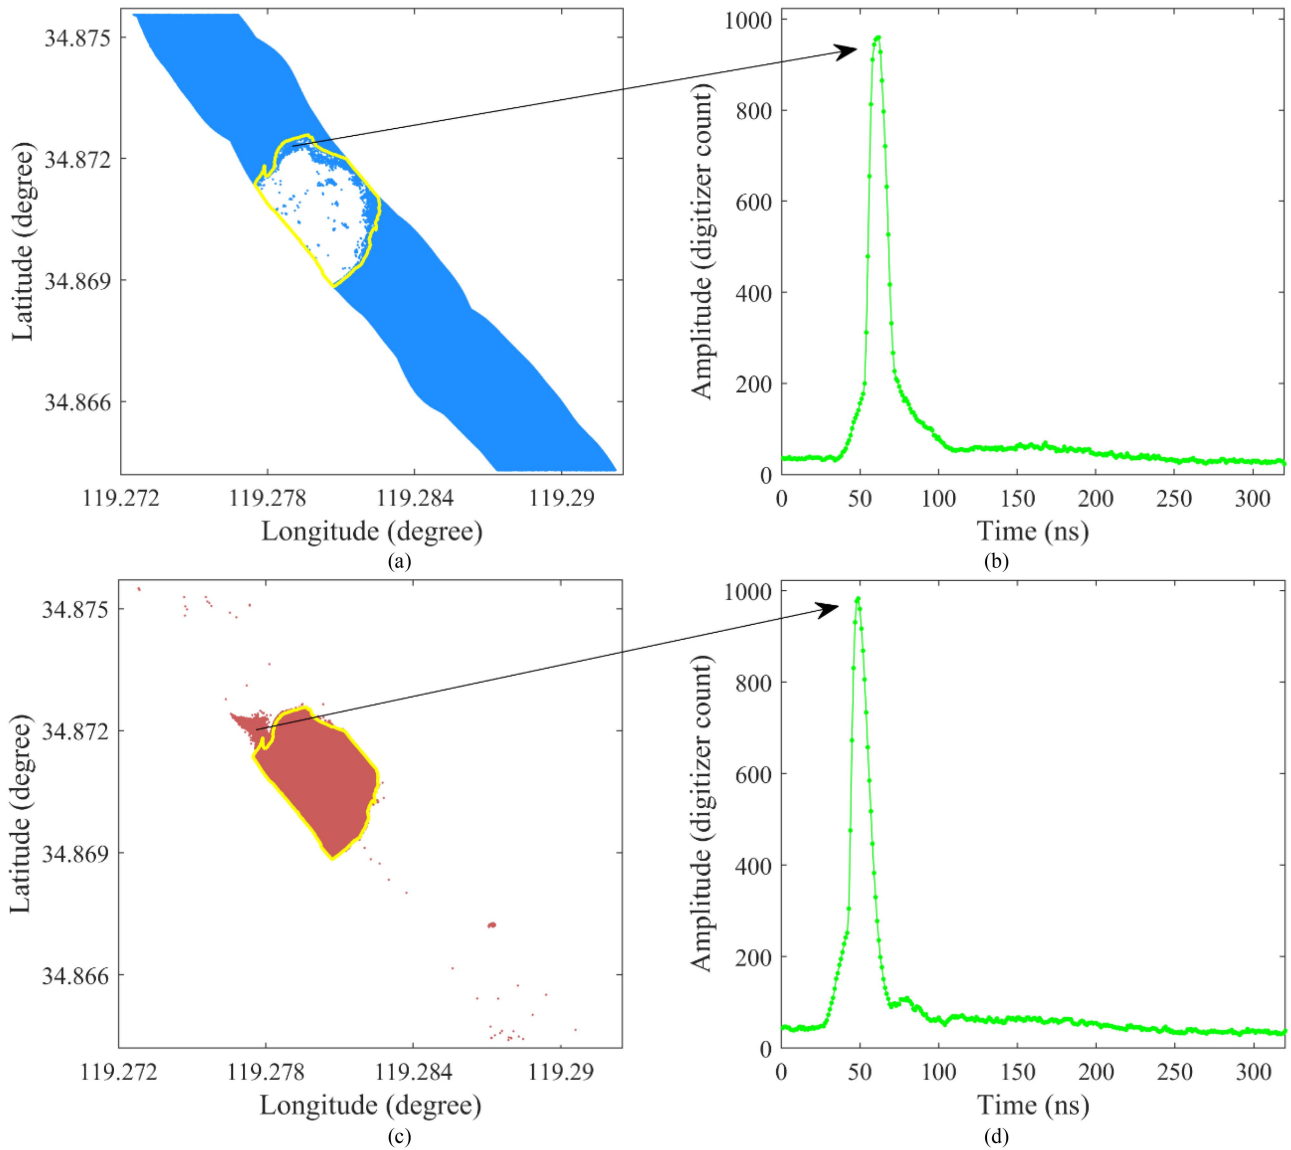 34.875
34.872
34.869
34.866
Latitude (degree)
119.272 119.278 119.284 119.29
Longitude (degree)
(a)
1000
800
600
400
200
0
Amplitude (digitizer count)
0 50 100 150 200 250 300
Time (ns)
(b)
34.875
34.872
34.869
34.866
Latitude (degree)
119.272 119.278 119.284 119.29
Longitude (degree)
(c)
1000
800
600
400
200
0
Amplitude (digitizer count)
0 50 100 150 200 250 300
Time (ns)
(d)